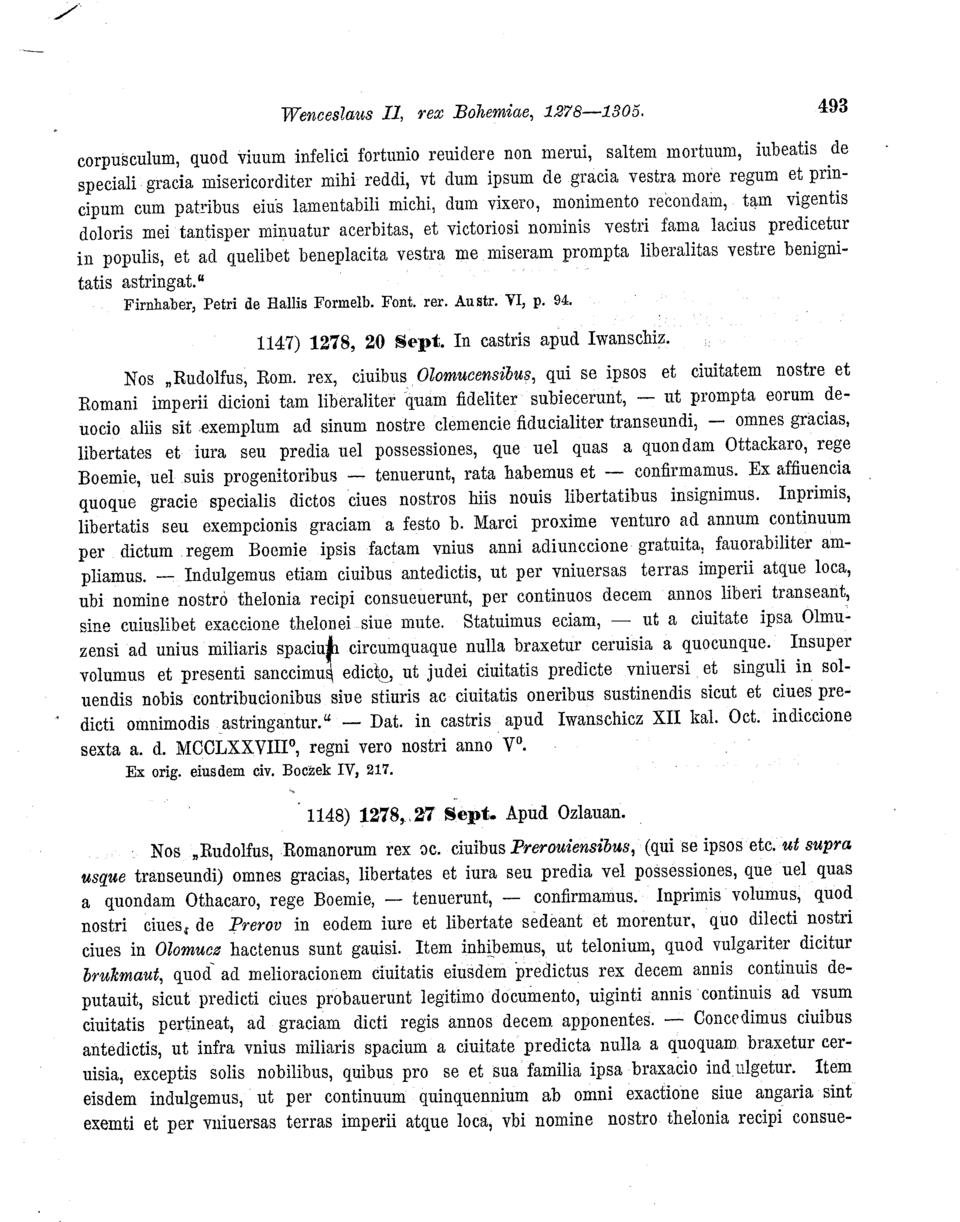 Wenceslaus II, rex Bohemiae, 1278—1305. 493
corpusculum, quod viuum infelici fortunio reuidere non merui, saltem mortuum, iubeatis de
speciali gracia misericorditer mihi reddi, vt dum ipsum de gracia vestra more regum et prin-
cipum cum patribus eius lamentabili michi, dum vixero, monimento recondam, tam vigentis
doloris mei tantisper minuatur acerbitas, et victoriosi nominis vestri fama lacius predicetur
in populis, et ad quelibet beneplacita vestra me miseram prompta liberalitas vestre benigni-
tatis astringat.“
Firnhaber, Petri de Hallis Formelb. Font. rer. Austr. VI, p. 94.
1147) 1278, 20 Sept. In castris apud Iwanschiz.
Nos „Rudolfus, Rom. rex, ciuibus Olomucensibus, qui se ipsos et ciuitatem nostre et
Romani imperii dicioni tam liberaliter quam fideliter subiecerunt, — ut prompta eorum de-
uocio aliis sit exemplum ad sinum nostre clemencie fiducialiter transeundi, — omnes gracias,
libertates et iura seu predia uel possessiones, que uel quas a quondam Ottackaro, rege
Boemie, uel suis progenitoribus — tenuerunt, rata habemus et — confirmamus. Ex affiuencia
quoque gracie specialis dictos ciues nostros hiis nouis libertatibus insignimus. Inprimis,
libertatis seu exempcionis graciam a festo b. Marci proxime venturo ad annum continuum
per dictum regem Boemie ipsis factam vnius anni adiunccione gratuita, fauorabiliter am-
pliamus. — Indulgemus etiam ciuibus antedictis, ut per vniuersas terras imperii atque loca,
ubi nomine nostro thelonia recipi consueuerunt, per continuos decem annos liberi transeant,
sine cuiuslibet exaccione thelonei siue mute. Statuimus eciam, — ut a ciuitate ipsa Olmu-
zensi ad unius miliaris spacium circumquaque nulla braxetur ceruisia a quocunque. Insuper
volumus et presenti sanccimus edicto, ut judei ciuitatis predicte vniuersi et singuli in sol-
uendis nobis contribucionibus siue stiuris ac ciuitatis oneribus sustinendis sicut et ciues pre-
dicti omnimodis astringantur.“ — Dat. in castris apud Iwanschicz XII kal. Oct. indiccione
sexta a. d. MCCLXXVIII⁰, regni vero nostri anno V⁰.
Ex orig. eiusdem civ. Boczek IV, 217.
1148) 1278, 27 Sept. Apud Ozlauan.
Nos „Rudolfus, Romanorum rex ɔc. ciuibus Prerouiensibus, (qui se ipsos etc. ut supra
usque transeundi) omnes gracias, libertates et iura seu predia vel possessiones, que uel quas
a quondam Othacaro, rege Boemie, — tenuerunt, — confirmamus. Inprimis volumus, quod
nostri ciues, de Prerov in eodem iure et libertate sedeant et morentur, quo dilecti nostri
ciues in Olomucz hactenus sunt gauisi. Item inhibemus, ut telonium, quod vulgariter dicitur
brukmaut, quod ad melioracionem ciuitatis eiusdem predictus rex decem annis continuis de-
putauit, sicut predicti ciues probauerunt legitimo documento, uiginti annis continuis ad vsum
ciuitatis pertineat, ad graciam dicti regis annos decem apponentes. — Concedimus ciuibus
antedictis, ut infra vnius miliaris spacium a ciuitate predicta nulla a quoquam braxetur cer-
uisia, exceptis solis nobilibus, quibus pro se et sua familia ipsa braxacio indulgetur. Item
eisdem indulgemus, ut per continuum quinquennium ab omni exactione siue angaria sint
exemti et per vniuersas terras imperii atque loca, vbi nomine nostro thelonia recipi consue-